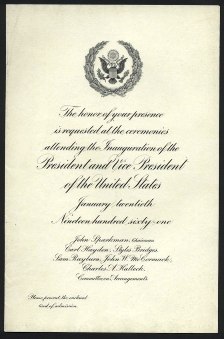 The honor of your presence
is requested at the ceremonies
attending the Inauguration of the
President and Vice President
of the United States
January twentieth
Nineteen hundred sixty-one
John Sparkman, Chairman
Carl Hayden, Styles Bridges,
Sam Rayburn, John W. McCormack,
Charles A. Halleck,
Committee on Arrangements
Please present the enclosed
card of admission